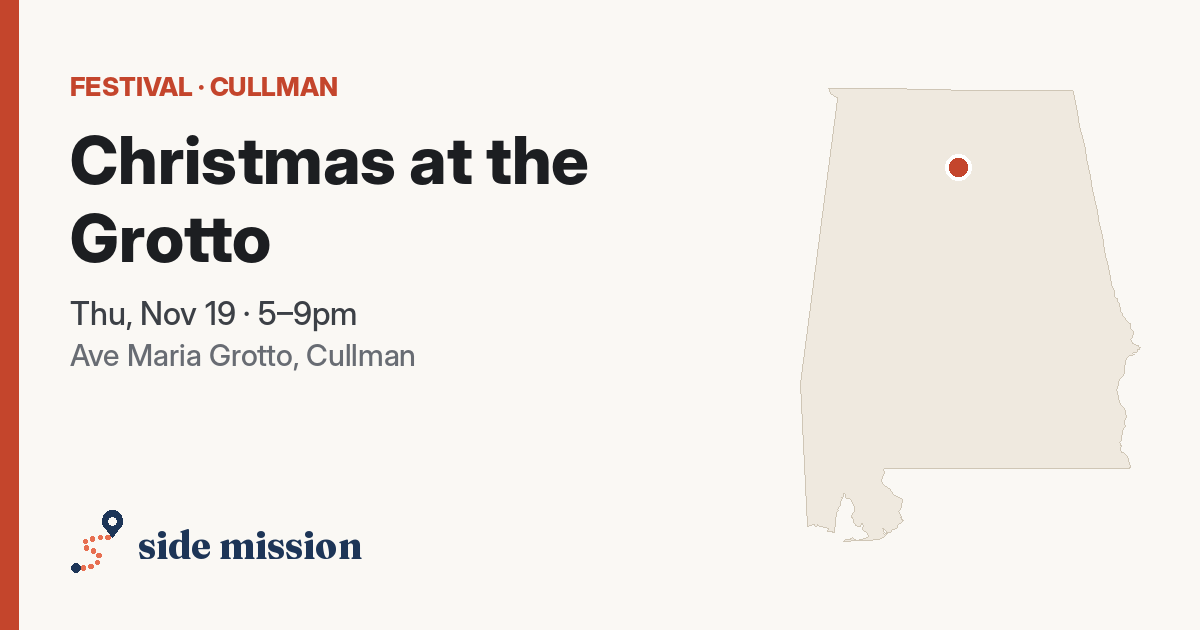 FESTIVAL · CULLMAN
Christmas at the
Grotto
Thu, Nov 19 · 5–9pm
Ave Maria Grotto, Cullman
side mission